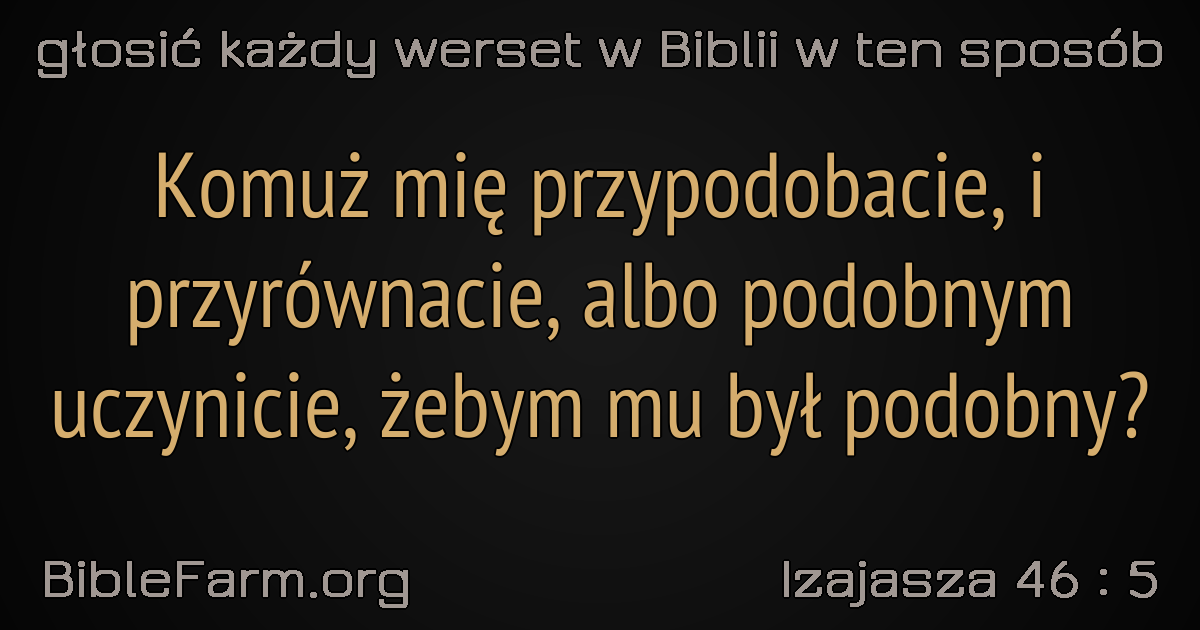 głosić każdy werset w Biblii w ten sposób
Komuż mię przypodobacie, i
przyrównacie, albo podobnym
uczynicie, żebym mu był podobny?
BibleFarm.org
Izajasza 46 : 5